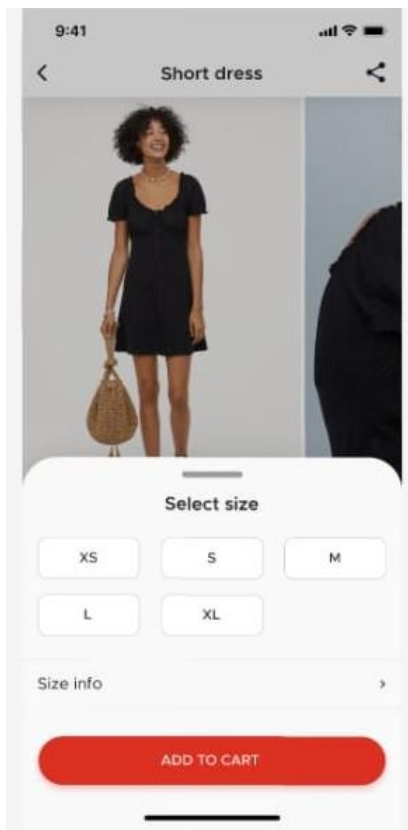 9:41
Short dress
Select size
XS S M
L XL
Size info
ADD TO CART